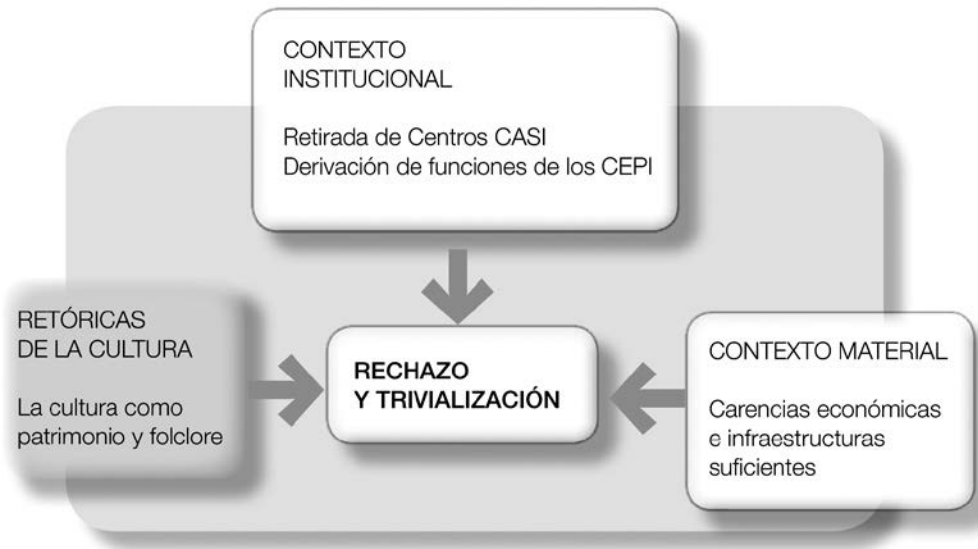 CONTEXTO
INSTITUCIONAL
Retirada de Centros CASI
Derivación de funciones de los CEPI
RETÓRICAS
DE LA CULTURA
La cultura como
patrimonio y folclore
RECHAZO
Y TRIVIALIZACIÓN
CONTEXTO MATERIAL
Carencias económicas
e infraestructuras
suficientes